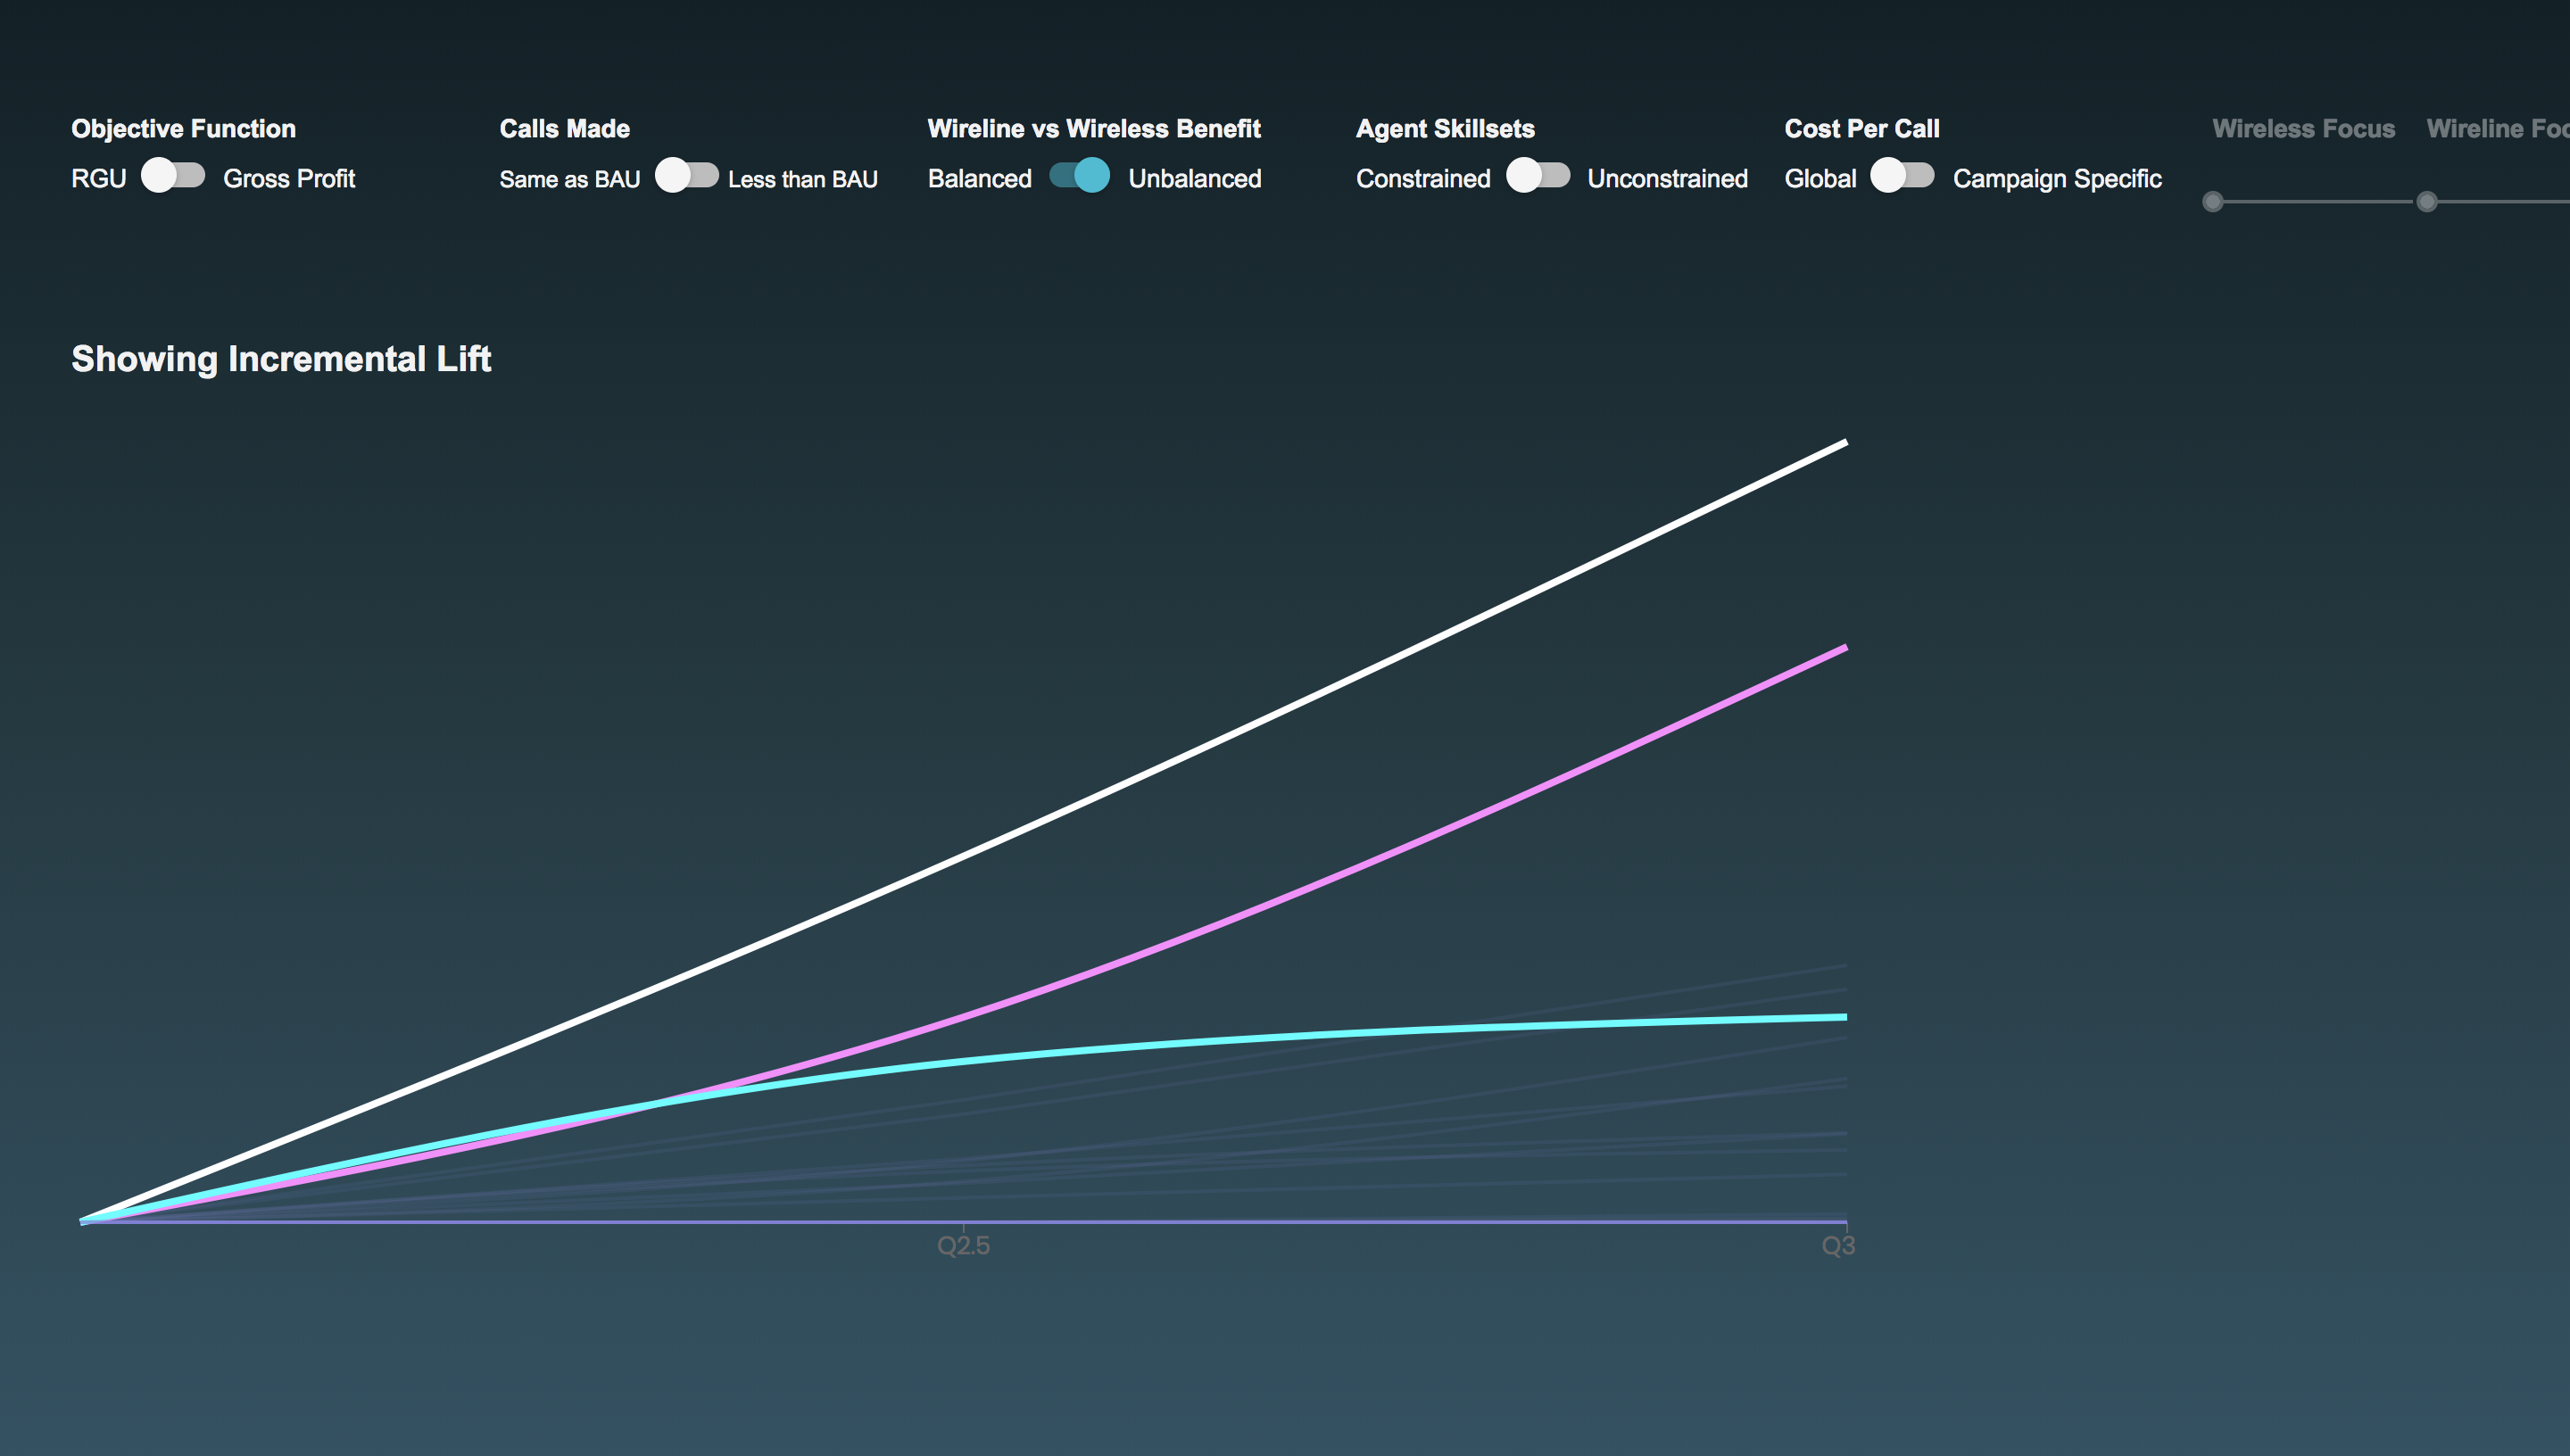 Objective Function
RGU Gross Profit
Calls Made
Same as BAU Less than BAU
Wireline vs Wireless Benefit
Balanced Unbalanced
Agent Skillsets
Constrained Unconstrained
Cost Per Call
Global Campaign Specific
Wireless Focus
Wireline Foc
Showing Incremental Lift
Q2.5
Q3